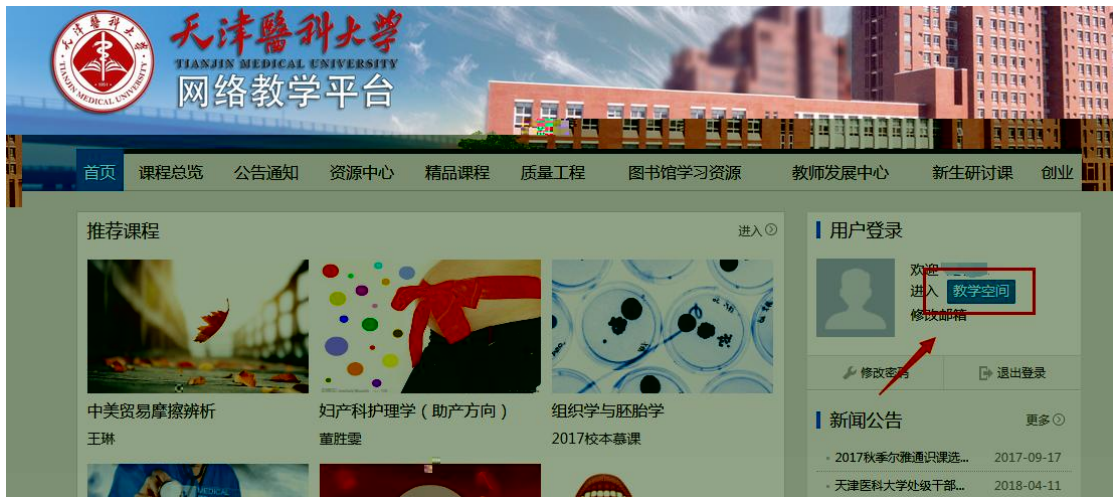 天津醫科大學
TIANJIN MEDICAL UNIVERSITY
网络教学平台
首页 课程总览 公告通知 资源中心 精品课程 质量工程 图书馆学习资源 教师发展中心 新生研讨课 创业
推荐课程 进入
中美贸易摩擦辨析
王琳
妇产科护理学（助产方向）
董胜雯
组织学与胚胎学
2017校本慕课
用户登录
欢迎
进入 教学空间
修改邮箱
修改密码 退出登录
新闻公告 更多
2017秋季尔雅通识课选... 2017-09-17
天津医科大学处级干部... 2018-04-11